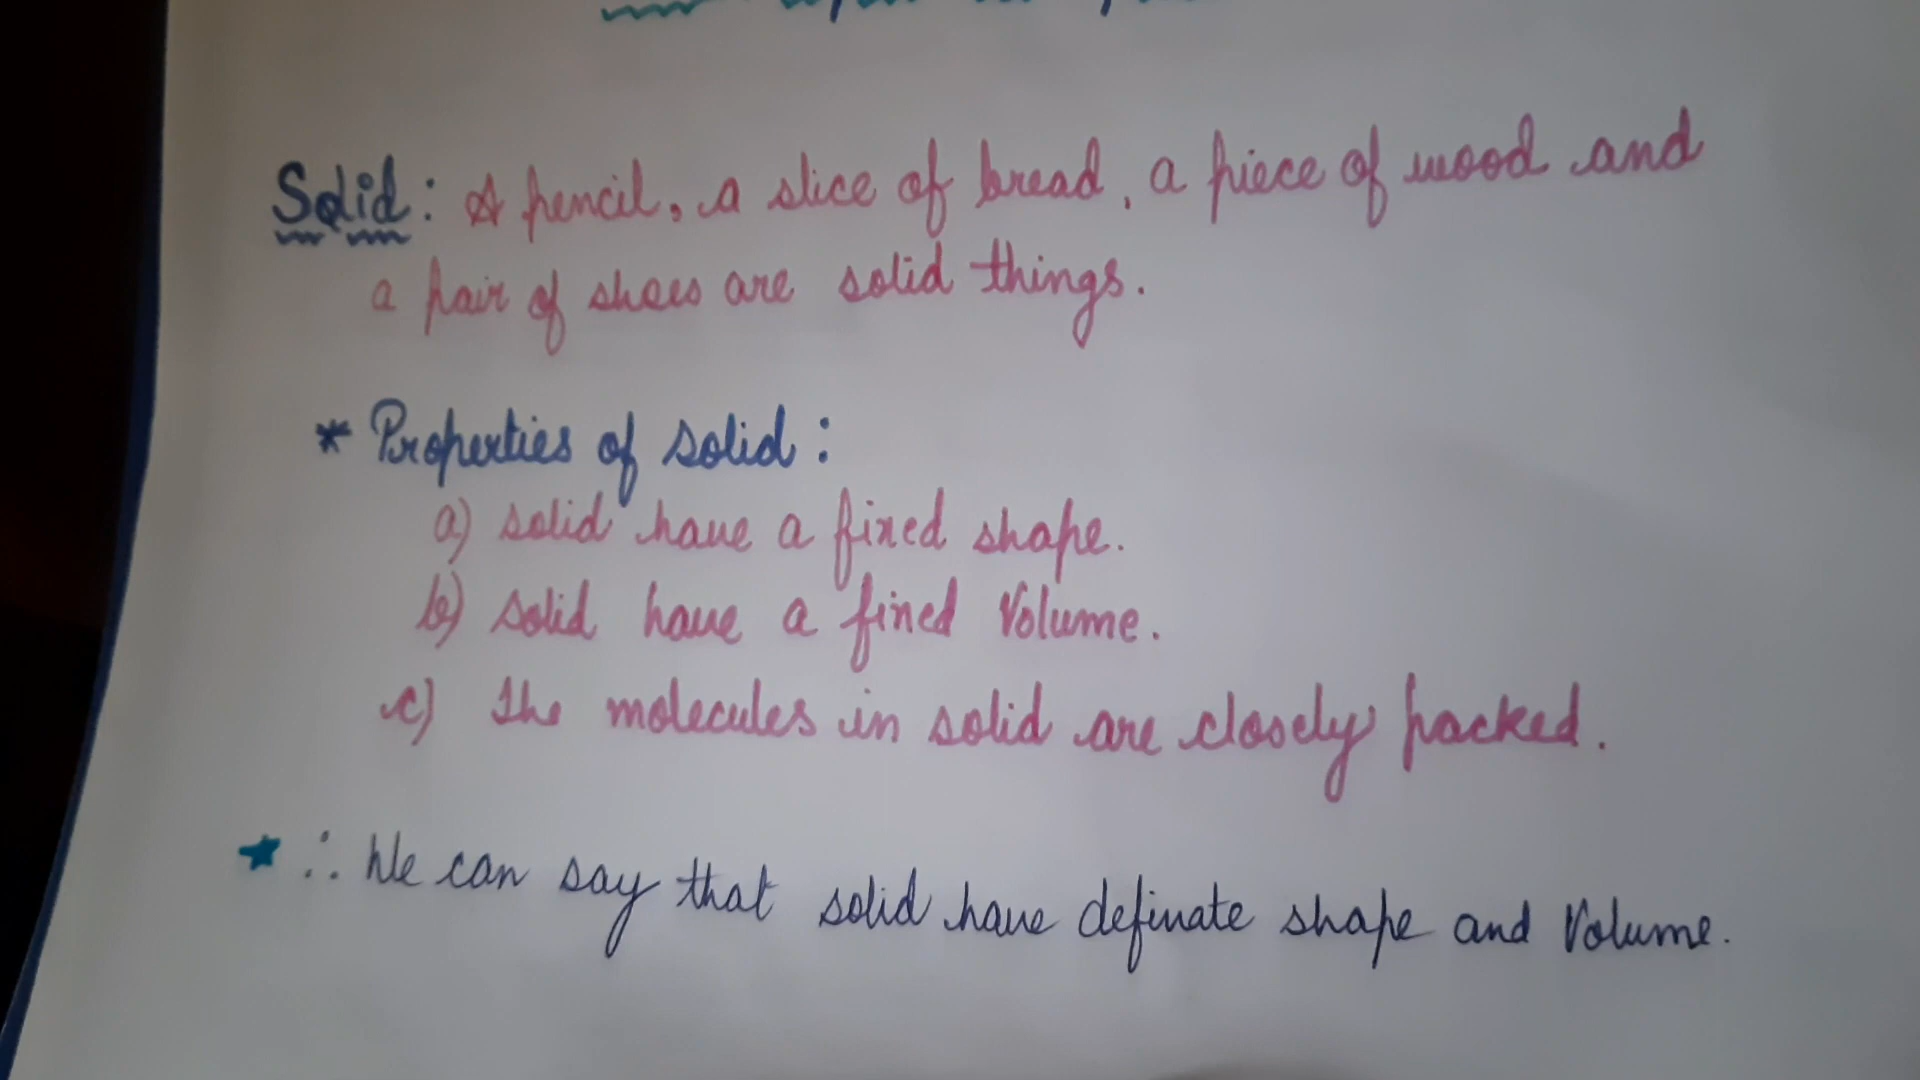 Solid: A pencil, a slice of bread, a piece of wood and
a pair of shoes are solid things.
* Properties of solid:
a) solid have a fixed shape.
b) solid have a fixed Volume.
c) The molecules in solid are closely packed.
★ ∴ We can say that solid have definate shape and Volume.